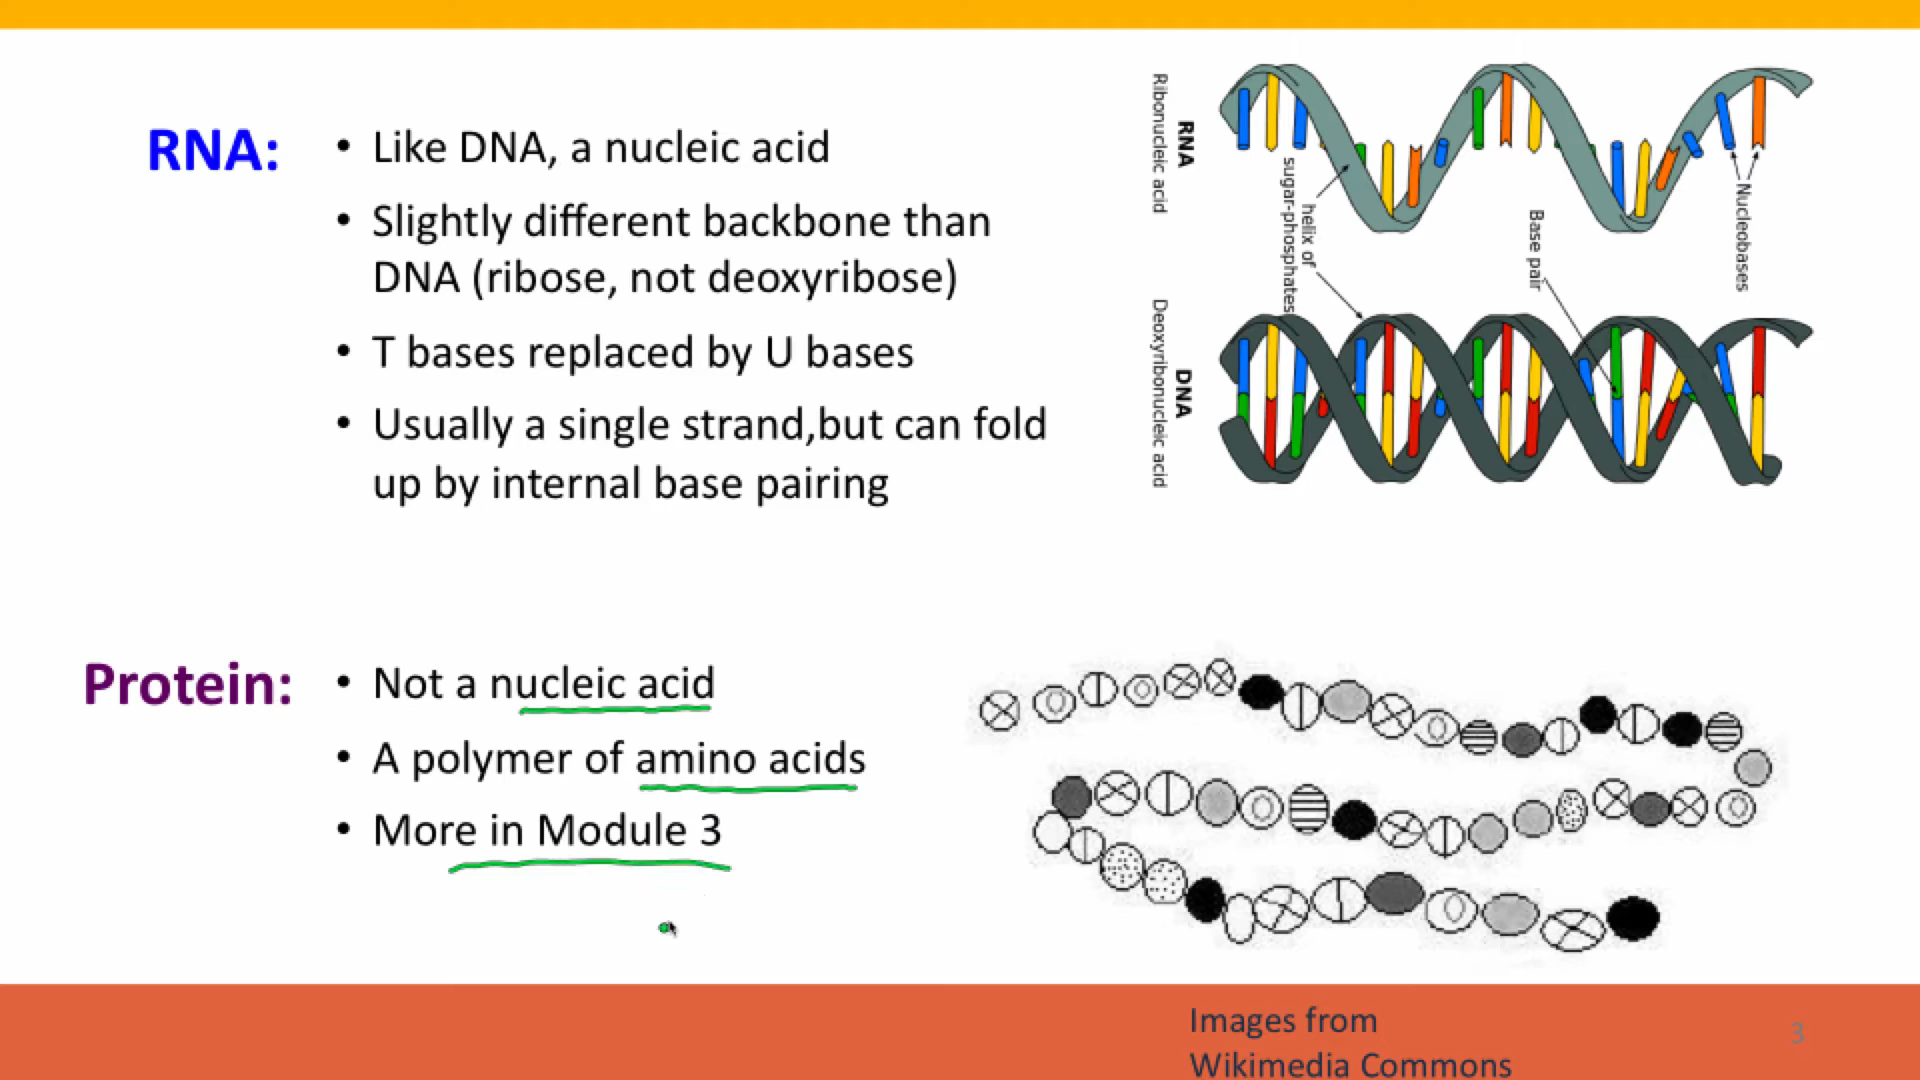 RNA:
• Like DNA, a nucleic acid
• Slightly different backbone than
DNA (ribose, not deoxyribose)
• T bases replaced by U bases
• Usually a single strand,but can fold
up by internal base pairing
RNA
Ribonucleic acid
Nucleobases
Base pair
helix of
sugar-phosphates
DNA
Deoxyribonucleic acid
Protein:
• Not a nucleic acid
• A polymer of amino acids
• More in Module 3
Images from
Wikimedia Commons
3